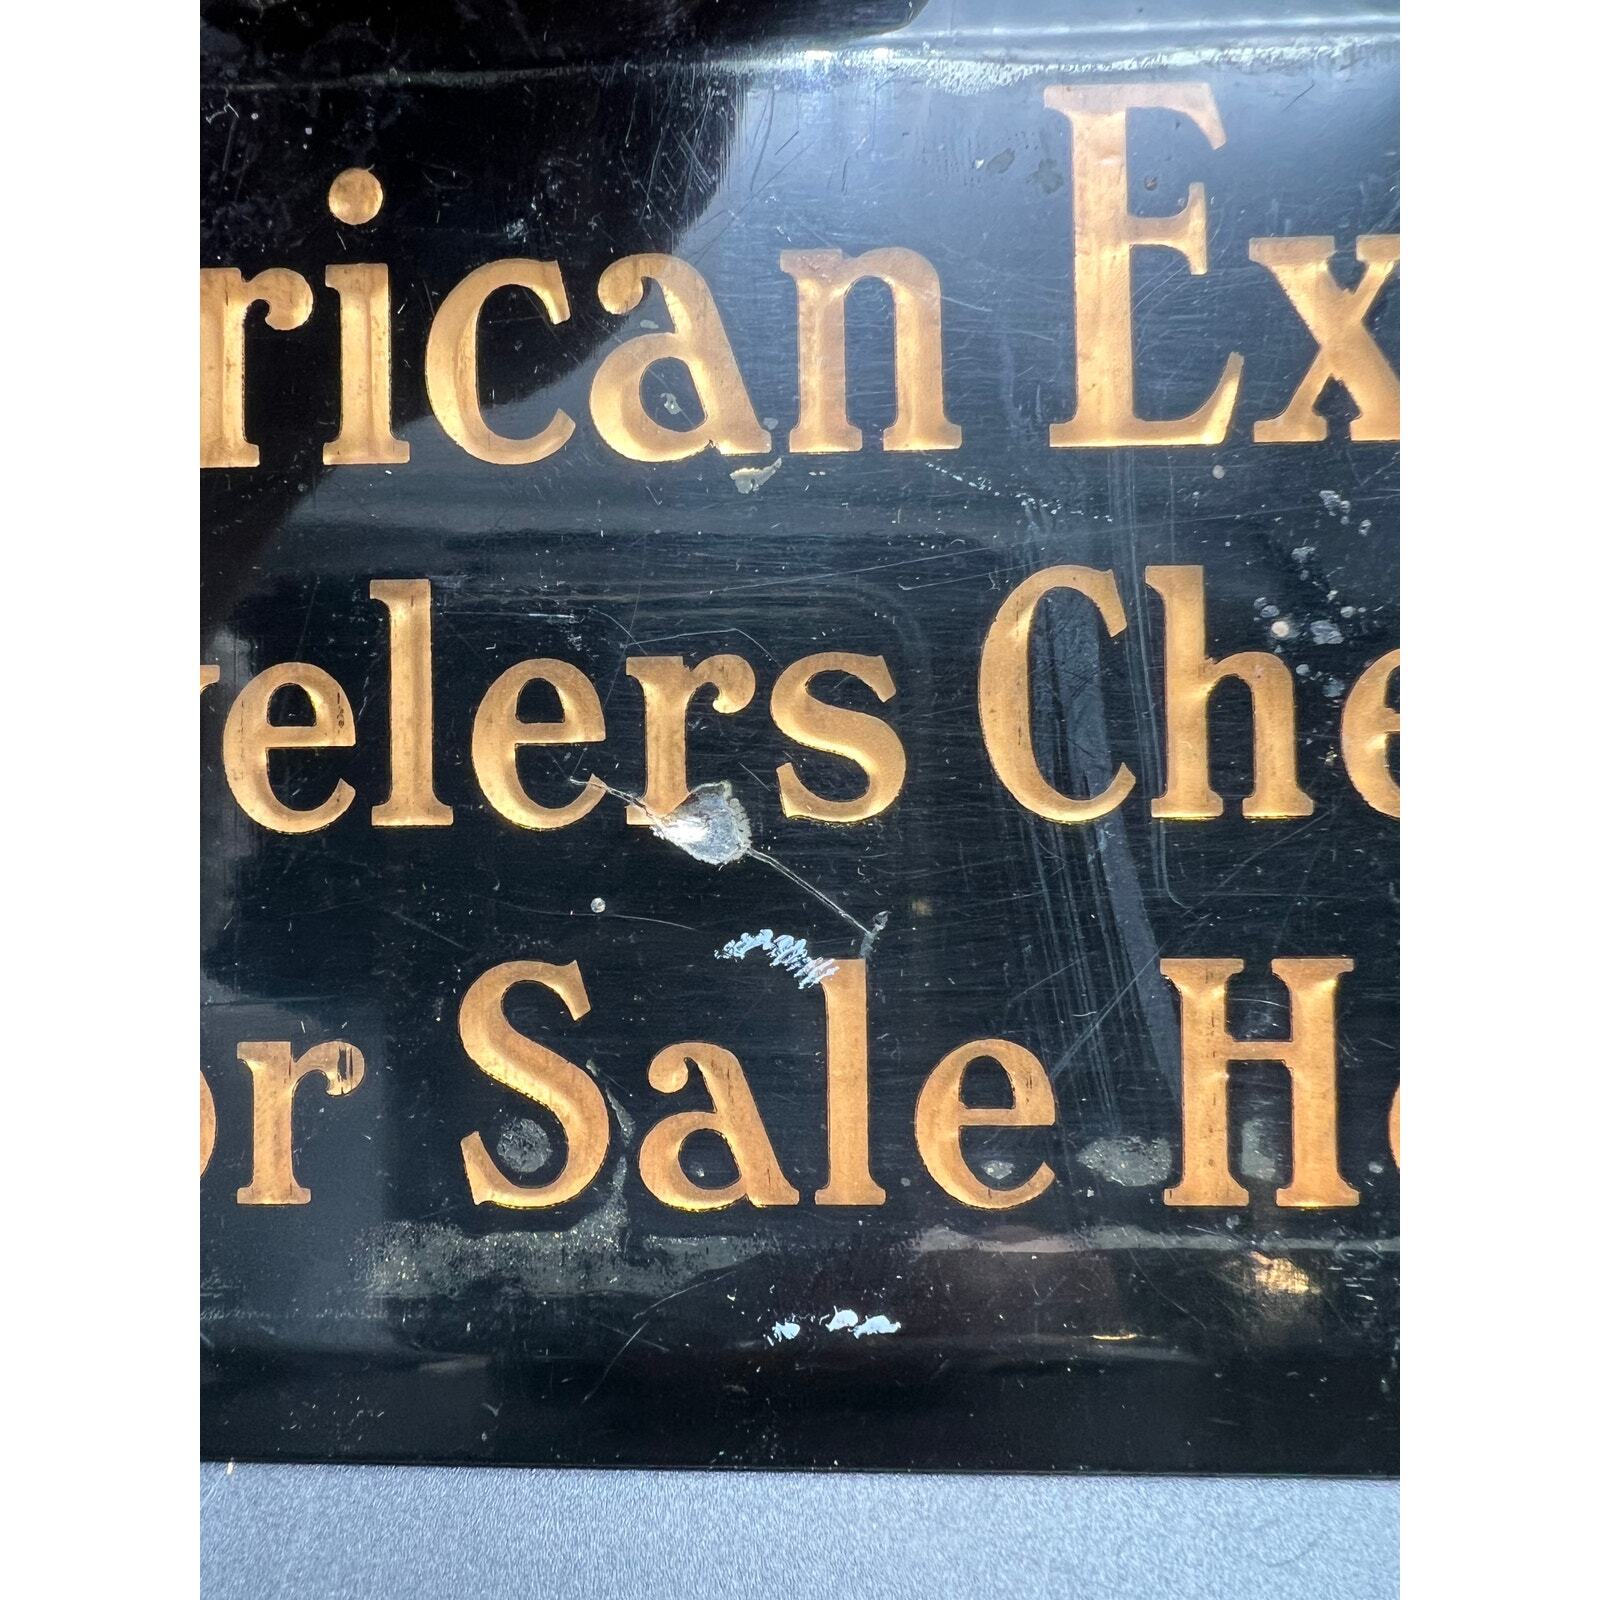 rican Ex
velers Che
or Sale H